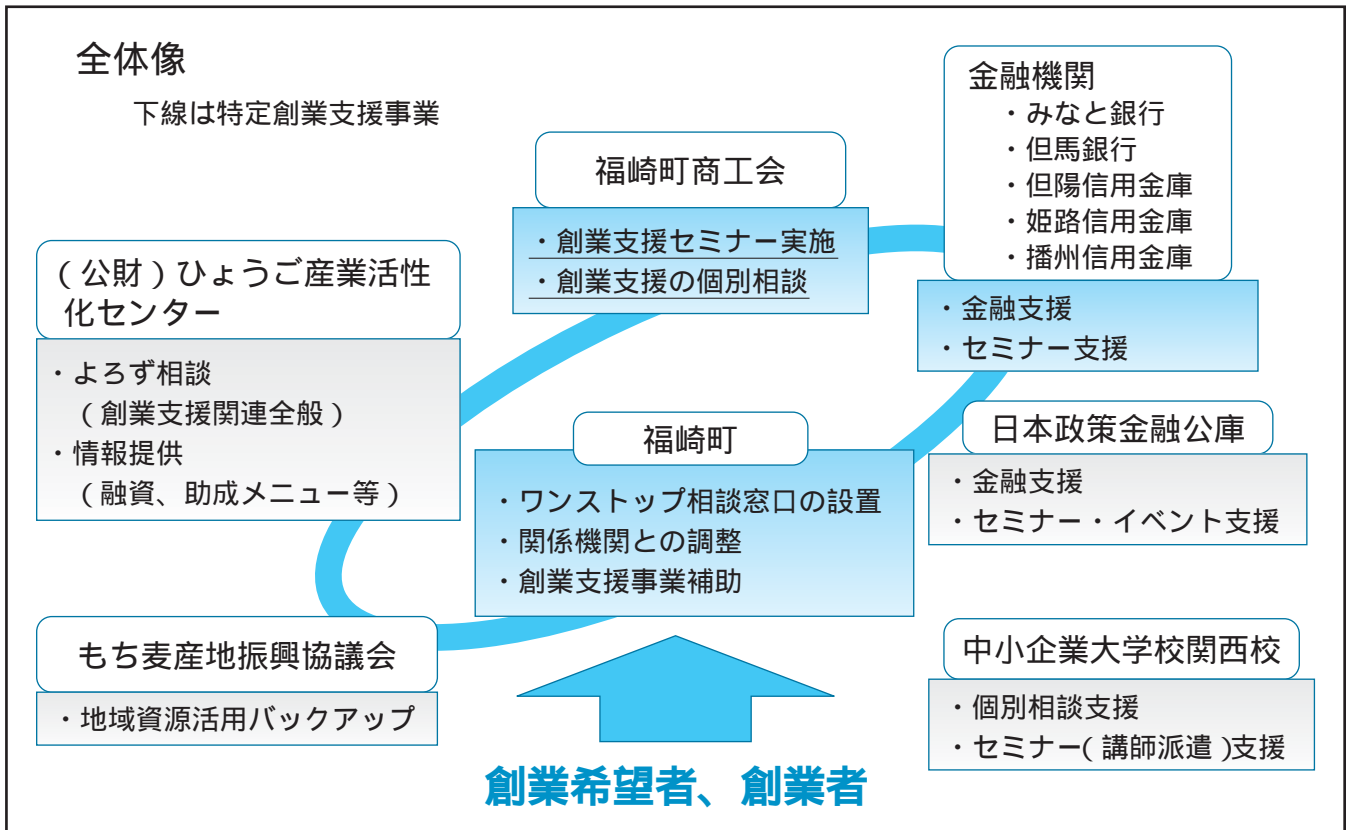 全体像
下線は特定創業支援事業
福崎町商工会
・創業支援セミナー実施
・創業支援の個別相談
金融機関
・みなと銀行
・但馬銀行
・但陽信用金庫
・姫路信用金庫
・播州信用金庫
・金融支援
・セミナー支援
(公財)ひょうご産業活性
化センター
・よろず相談
(創業支援関連全般)
・情報提供
(融資、助成メニュー等)
福崎町
・ワンストップ相談窓口の設置
・関係機関との調整
・創業支援事業補助
日本政策金融公庫
・金融支援
・セミナー・イベント支援
もち麦産地振興協議会
・地域資源活用バックアップ
中小企業大学校関西校
・個別相談支援
・セミナー(講師派遣)支援
創業希望者、創業者